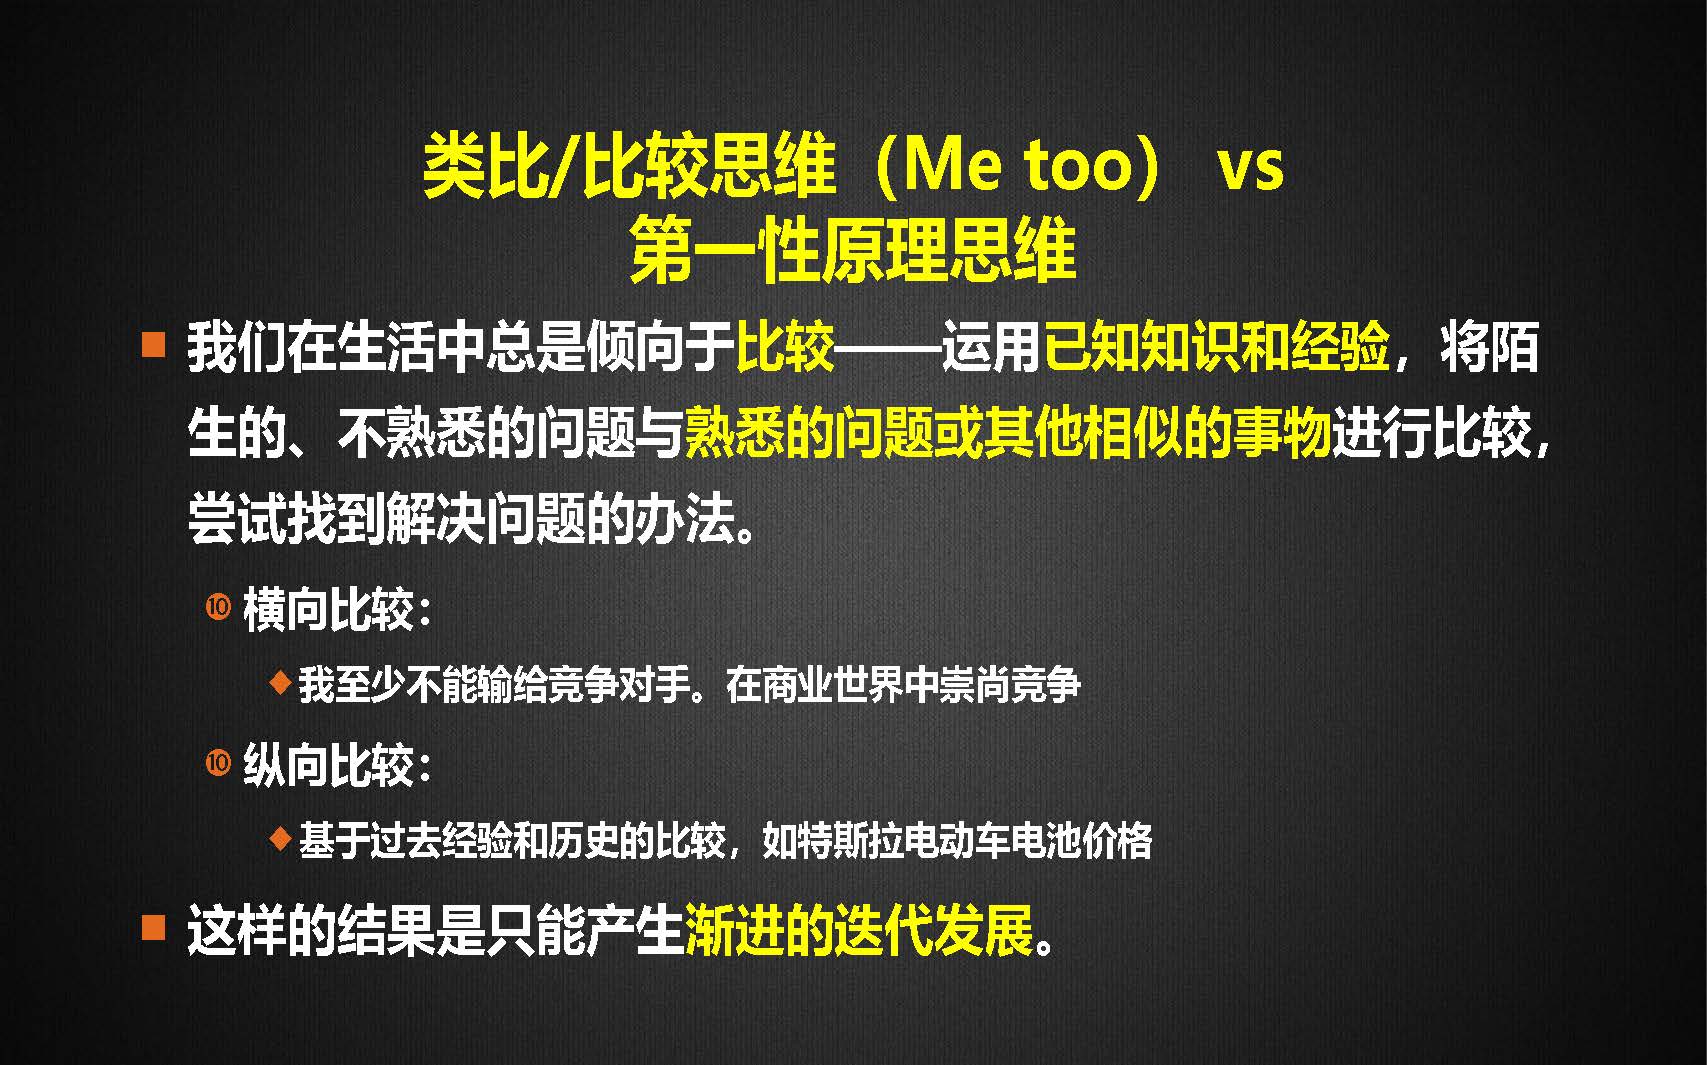 类比/比较思维（Me too） vs
第一性原理思维
■ 我们在生活中总是倾向于比较——运用已知知识和经验，将陌
生的、不熟悉的问题与熟悉的问题或其他相似的事物进行比较，
尝试找到解决问题的办法。
❿ 横向比较：
◆ 我至少不能输给竞争对手。在商业世界中崇尚竞争
❿ 纵向比较：
◆ 基于过去经验和历史的比较，如特斯拉电动车电池价格
■ 这样的结果是只能产生渐进的迭代发展。